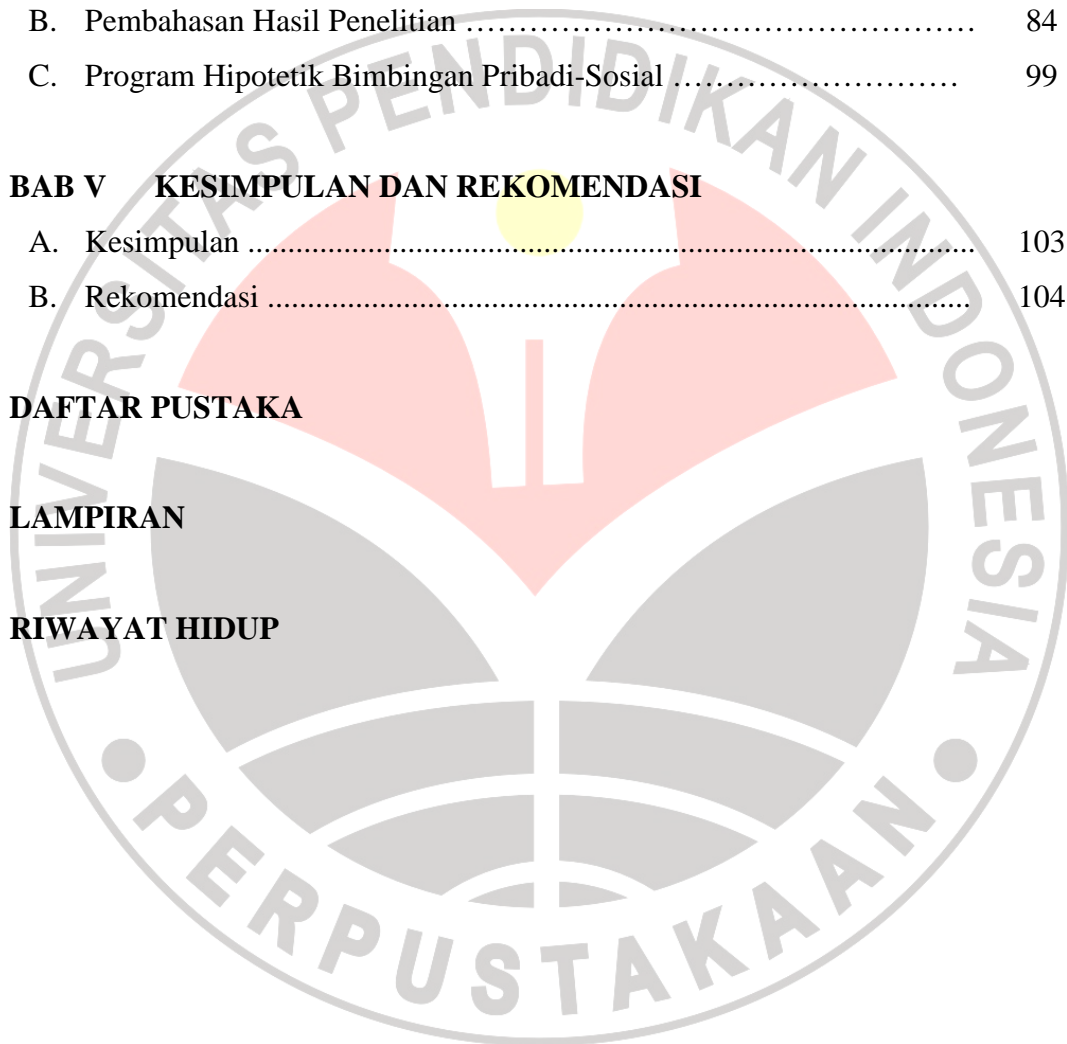 B. Pembahasan Hasil Penelitian …………………………………………… 84
C. Program Hipotetik Bimbingan Pribadi-Sosial ……………………… 99
BAB V KESIMPULAN DAN REKOMENDASI
A. Kesimpulan ........................................................................................... 103
B. Rekomendasi ........................................................................................ 104
DAFTAR PUSTAKA
LAMPIRAN
RIWAYAT HIDUP
UNIVERSITAS PENDIDIKAN INDONESIA
PERPUSTAKAAN